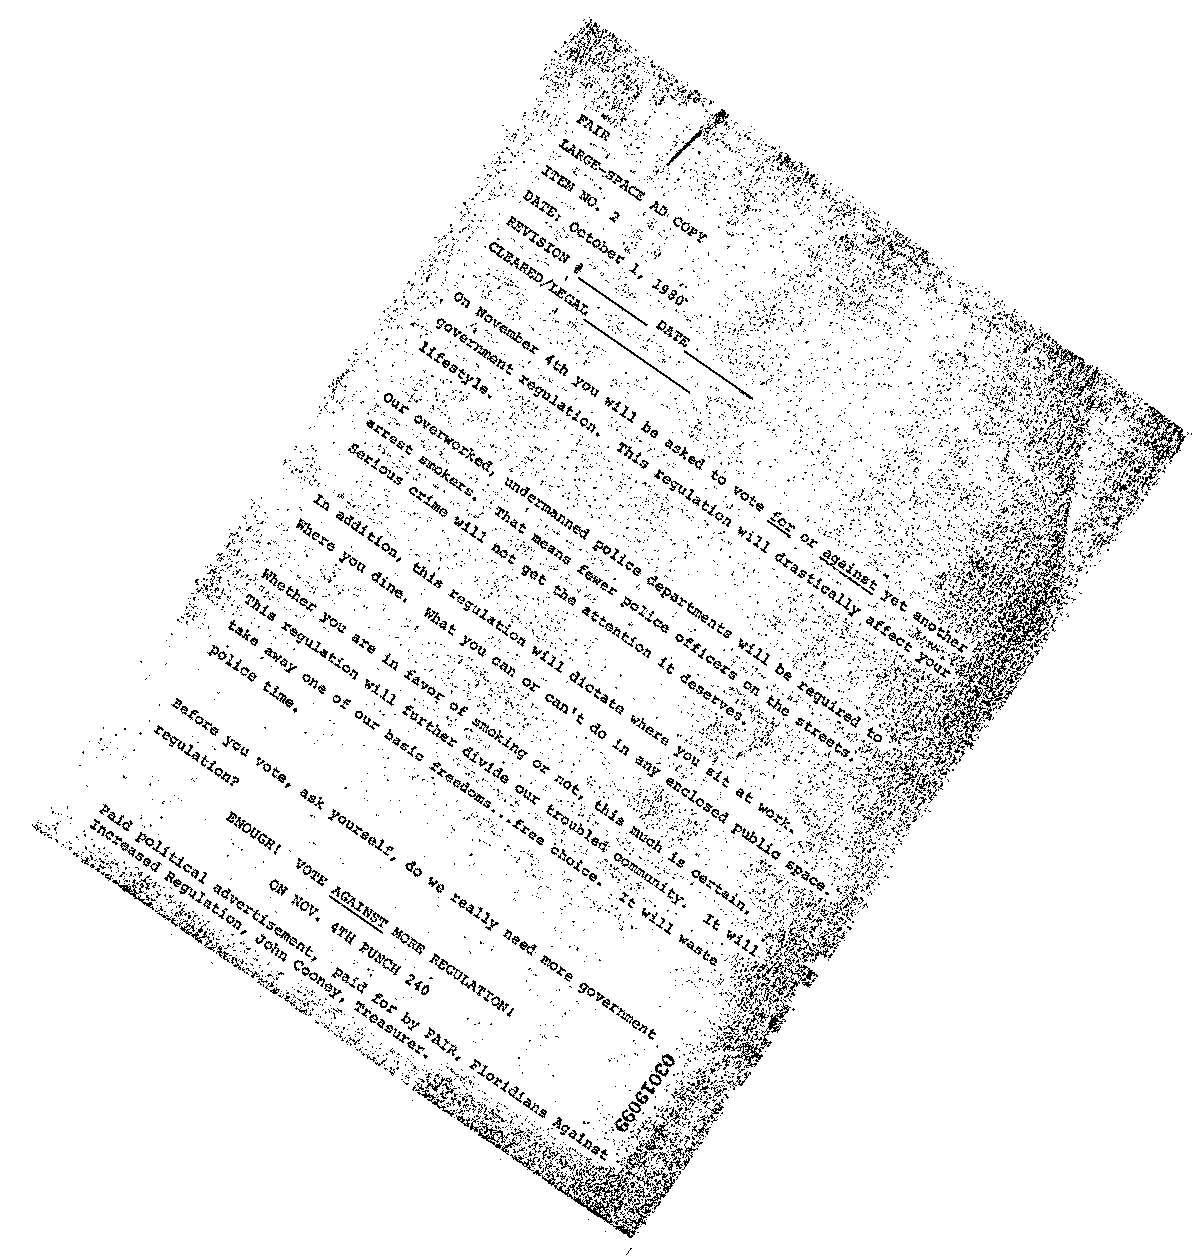 FAIR
LARGE-SPACE AD COPY
ITEM NO. 2
DATE: October 1, 1980
REVISION # DATE
CLEARED/LEGAL
On November 4th you will be asked to vote for or against yet another
government regulation. This regulation will drastically affect your
lifestyle.
Our overworked, undermanned police departments will be required to
arrest smokers. That means fewer police officers on the streets.
Serious crime will not get the attention it deserves.
In addition, this regulation will dictate where you sit at work.
Where you dine. What you can or can't do in any enclosed public space.
Whether you are in favor of smoking or not, this much is certain.
This regulation will further divide our troubled community. It will
take away one of our basic freedoms...free choice. It will waste
police time.
Before you vote, ask yourself, do we really need more government
regulation?
ENOUGH! VOTE AGAINST MORE REGULATION!
ON NOV. 4TH PUNCH 240
Paid political advertisement, paid for by FAIR, Floridians Against
Increased Regulation, John Cooney, Treasurer.
03019099